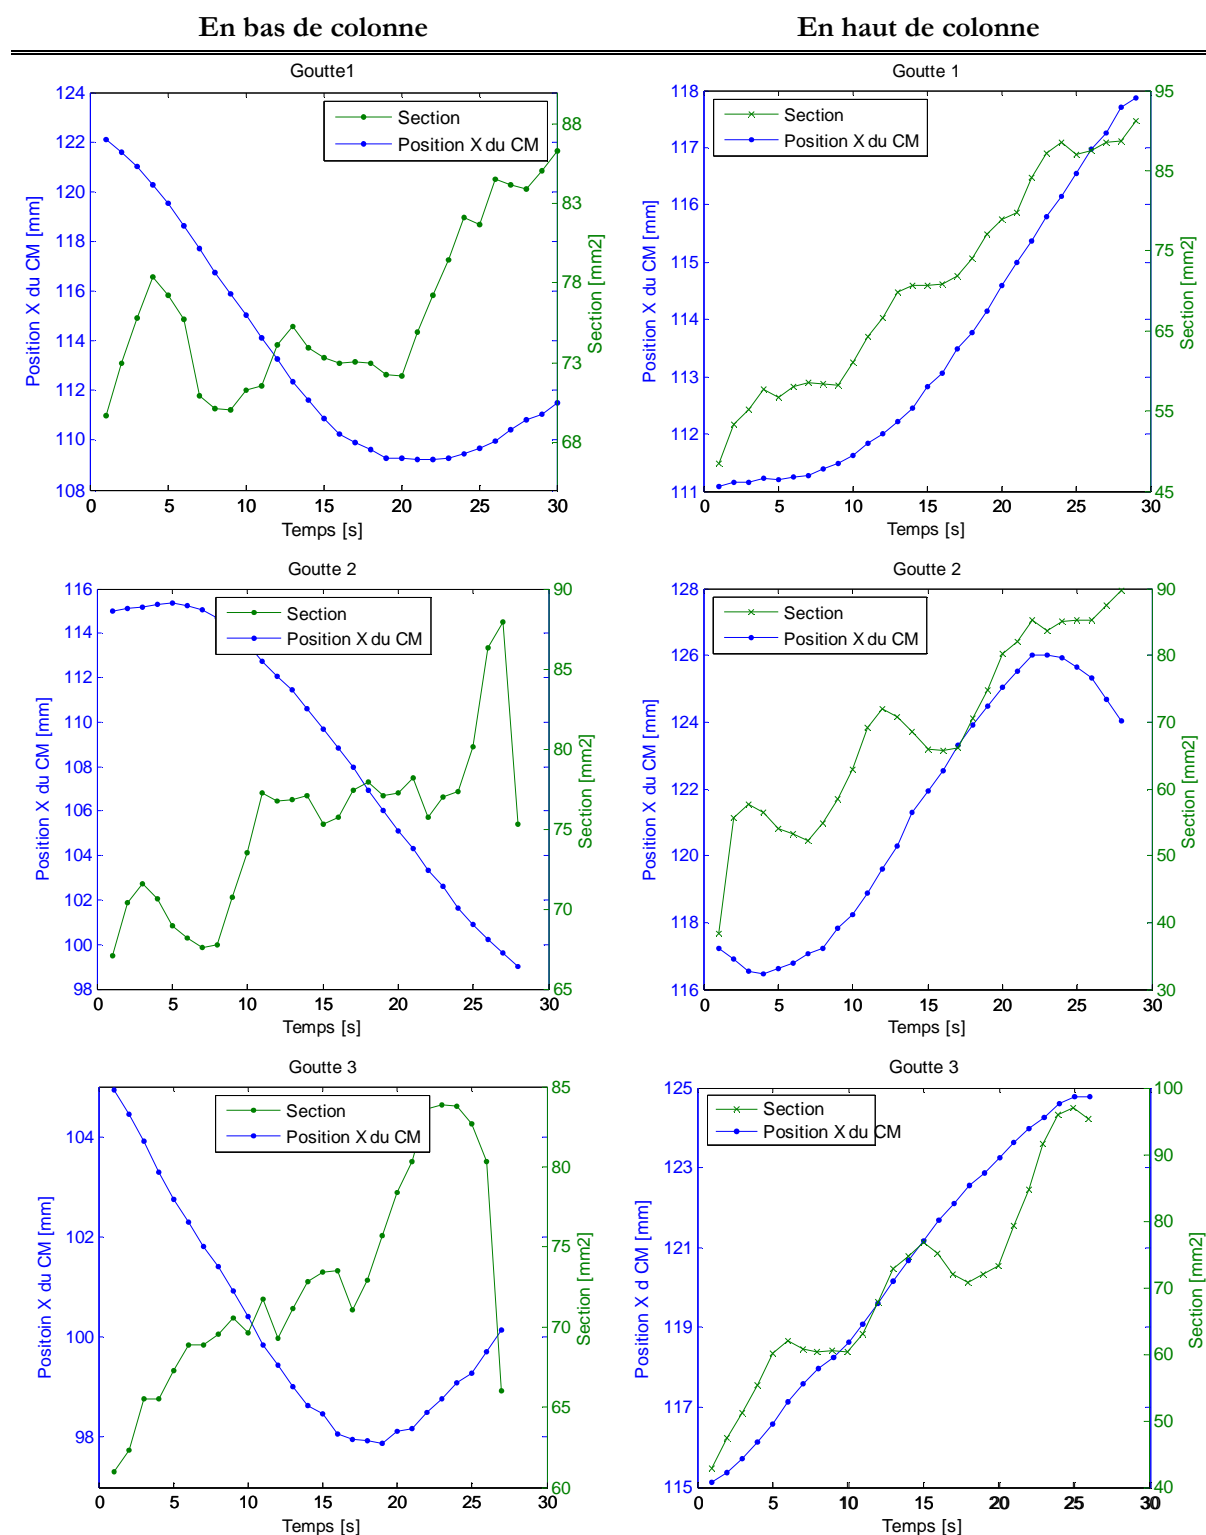 En bas de colonne
En haut de colonne
Goutte1
124
122
120
118
116
114
112
110
108
Position X du CM [mm]
Section
Position X du CM
88
83
78
73
68
Section [mm2]
0 5 10 15 20 25 30
Temps [s]
Goutte 1
118
117
116
115
114
113
112
111
Position X du CM [mm]
Section
Position X du CM
95
85
75
65
55
45
Section [mm2]
0 5 10 15 20 25 30
Temps [s]
Goutte 2
116
114
112
110
108
106
104
102
100
98
Position X du CM [mm]
Section
Position X du CM
90
85
80
75
70
65
Section [mm2]
0 5 10 15 20 25 30
Temps [s]
Goutte 2
128
126
124
122
120
118
116
Position X du CM [mm]
Section
Position X du CM
90
80
70
60
50
40
30
Section [mm2]
0 5 10 15 20 25 30
Temps [s]
Goutte 3
104
102
100
98
Positoin X du CM [mm]
Section
Position X du CM
85
80
75
70
65
60
Section [mm2]
0 5 10 15 20 25 30
Temps [s]
Goutte 3
125
123
121
119
117
115
Position X d CM [mm]
Section
Position X du CM
100
90
80
70
60
50
40
Section [mm2]
0 5 10 15 20 25 30
Temps [s]